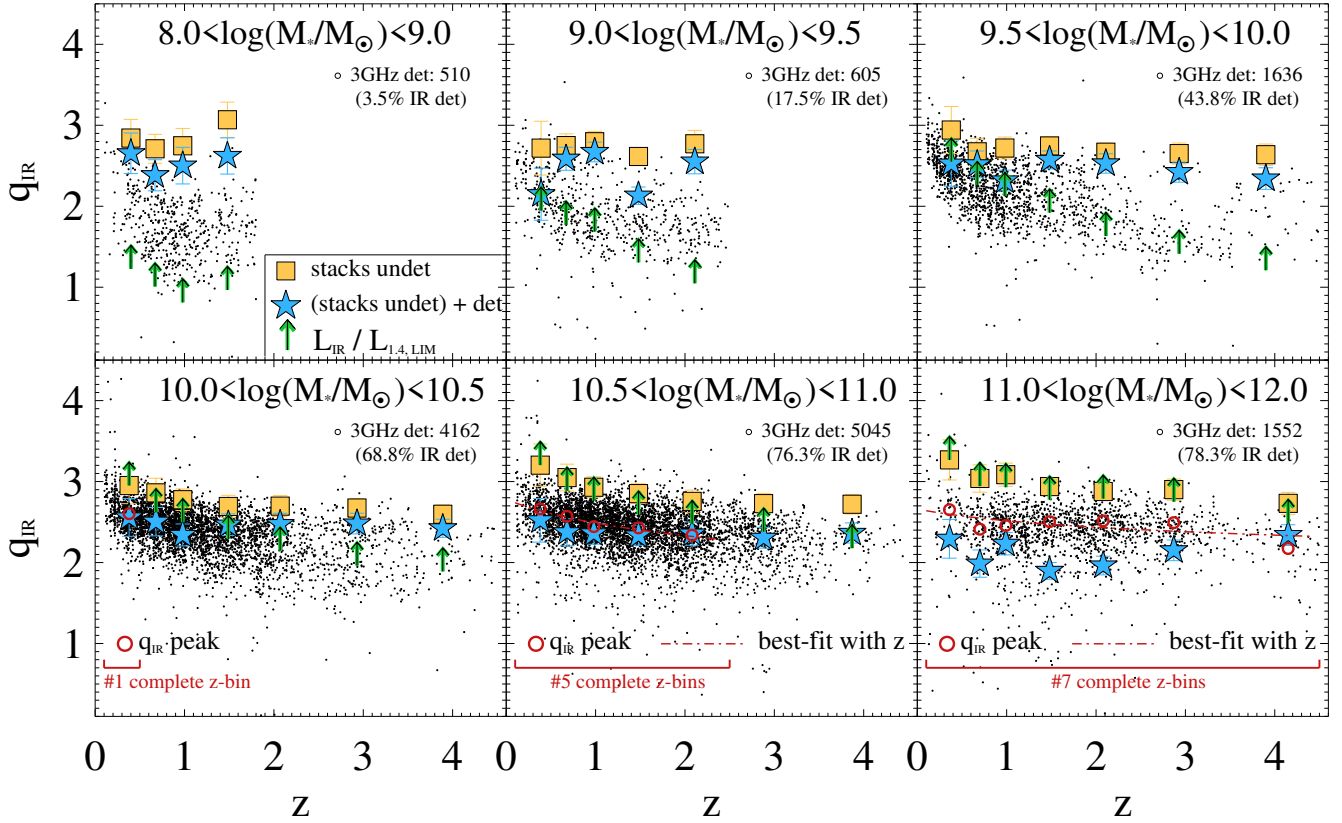 8.0<log(M*/M⊙)<9.0
3GHz det: 510
(3.5% IR det)
stacks undet
(stacks undet) + det
L_IR / L_1.4, LIM
9.0<log(M*/M⊙)<9.5
3GHz det: 605
(17.5% IR det)
9.5<log(M*/M⊙)<10.0
3GHz det: 1636
(43.8% IR det)
q_IR
4
3
2
1
10.0<log(M*/M⊙)<10.5
3GHz det: 4162
(68.8% IR det)
q_IR peak
#1 complete z-bin
10.5<log(M*/M⊙)<11.0
3GHz det: 5045
(76.3% IR det)
q_IR peak
best-fit with z
#5 complete z-bins
11.0<log(M*/M⊙)<12.0
3GHz det: 1552
(78.3% IR det)
q_IR peak
best-fit with z
#7 complete z-bins
q_IR
4
3
2
1
0 1 2 3 4
0 1 2 3 4
0 1 2 3 4
z
z
z